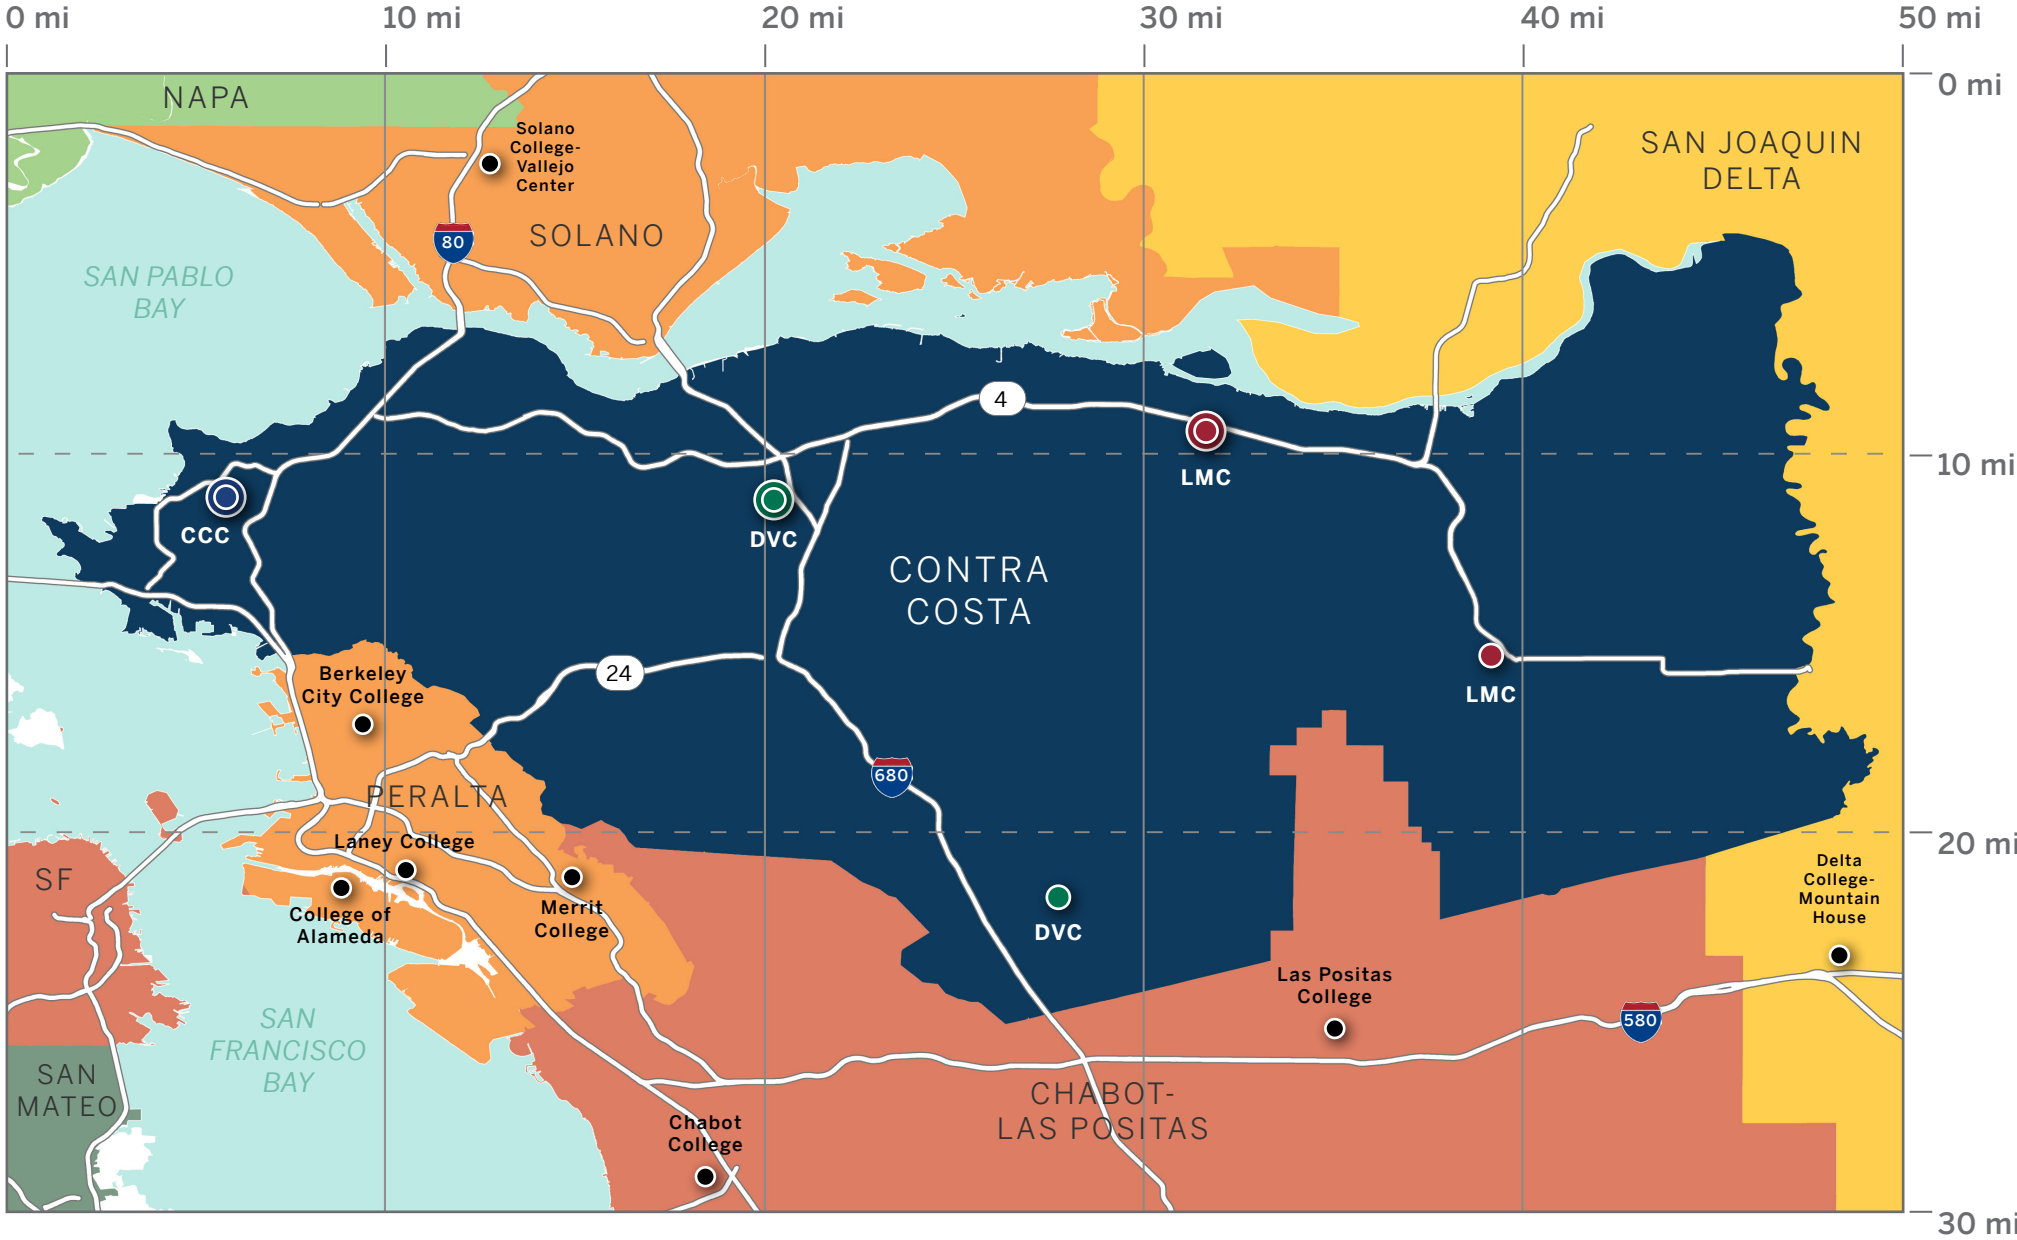 0 mi
10 mi
20 mi
30 mi
40 mi
50 mi
0 mi
NAPA
Solano
College-
Vallejo
Center
SAN JOAQUIN
DELTA
SOLANO
80
SAN PABLO
BAY
4
10 mi
LMC
CCC
DVC
CONTRA
COSTA
24
Berkeley
City College
LMC
680
PERALTA
Laney College
20 mi
SF
College of
Alameda
Merrit
College
DVC
Delta
College-
Mountain
House
Las Positas
College
580
SAN
FRANCISCO
BAY
SAN
MATEO
CHABOT-
LAS POSITAS
Chabot
College
30 mi